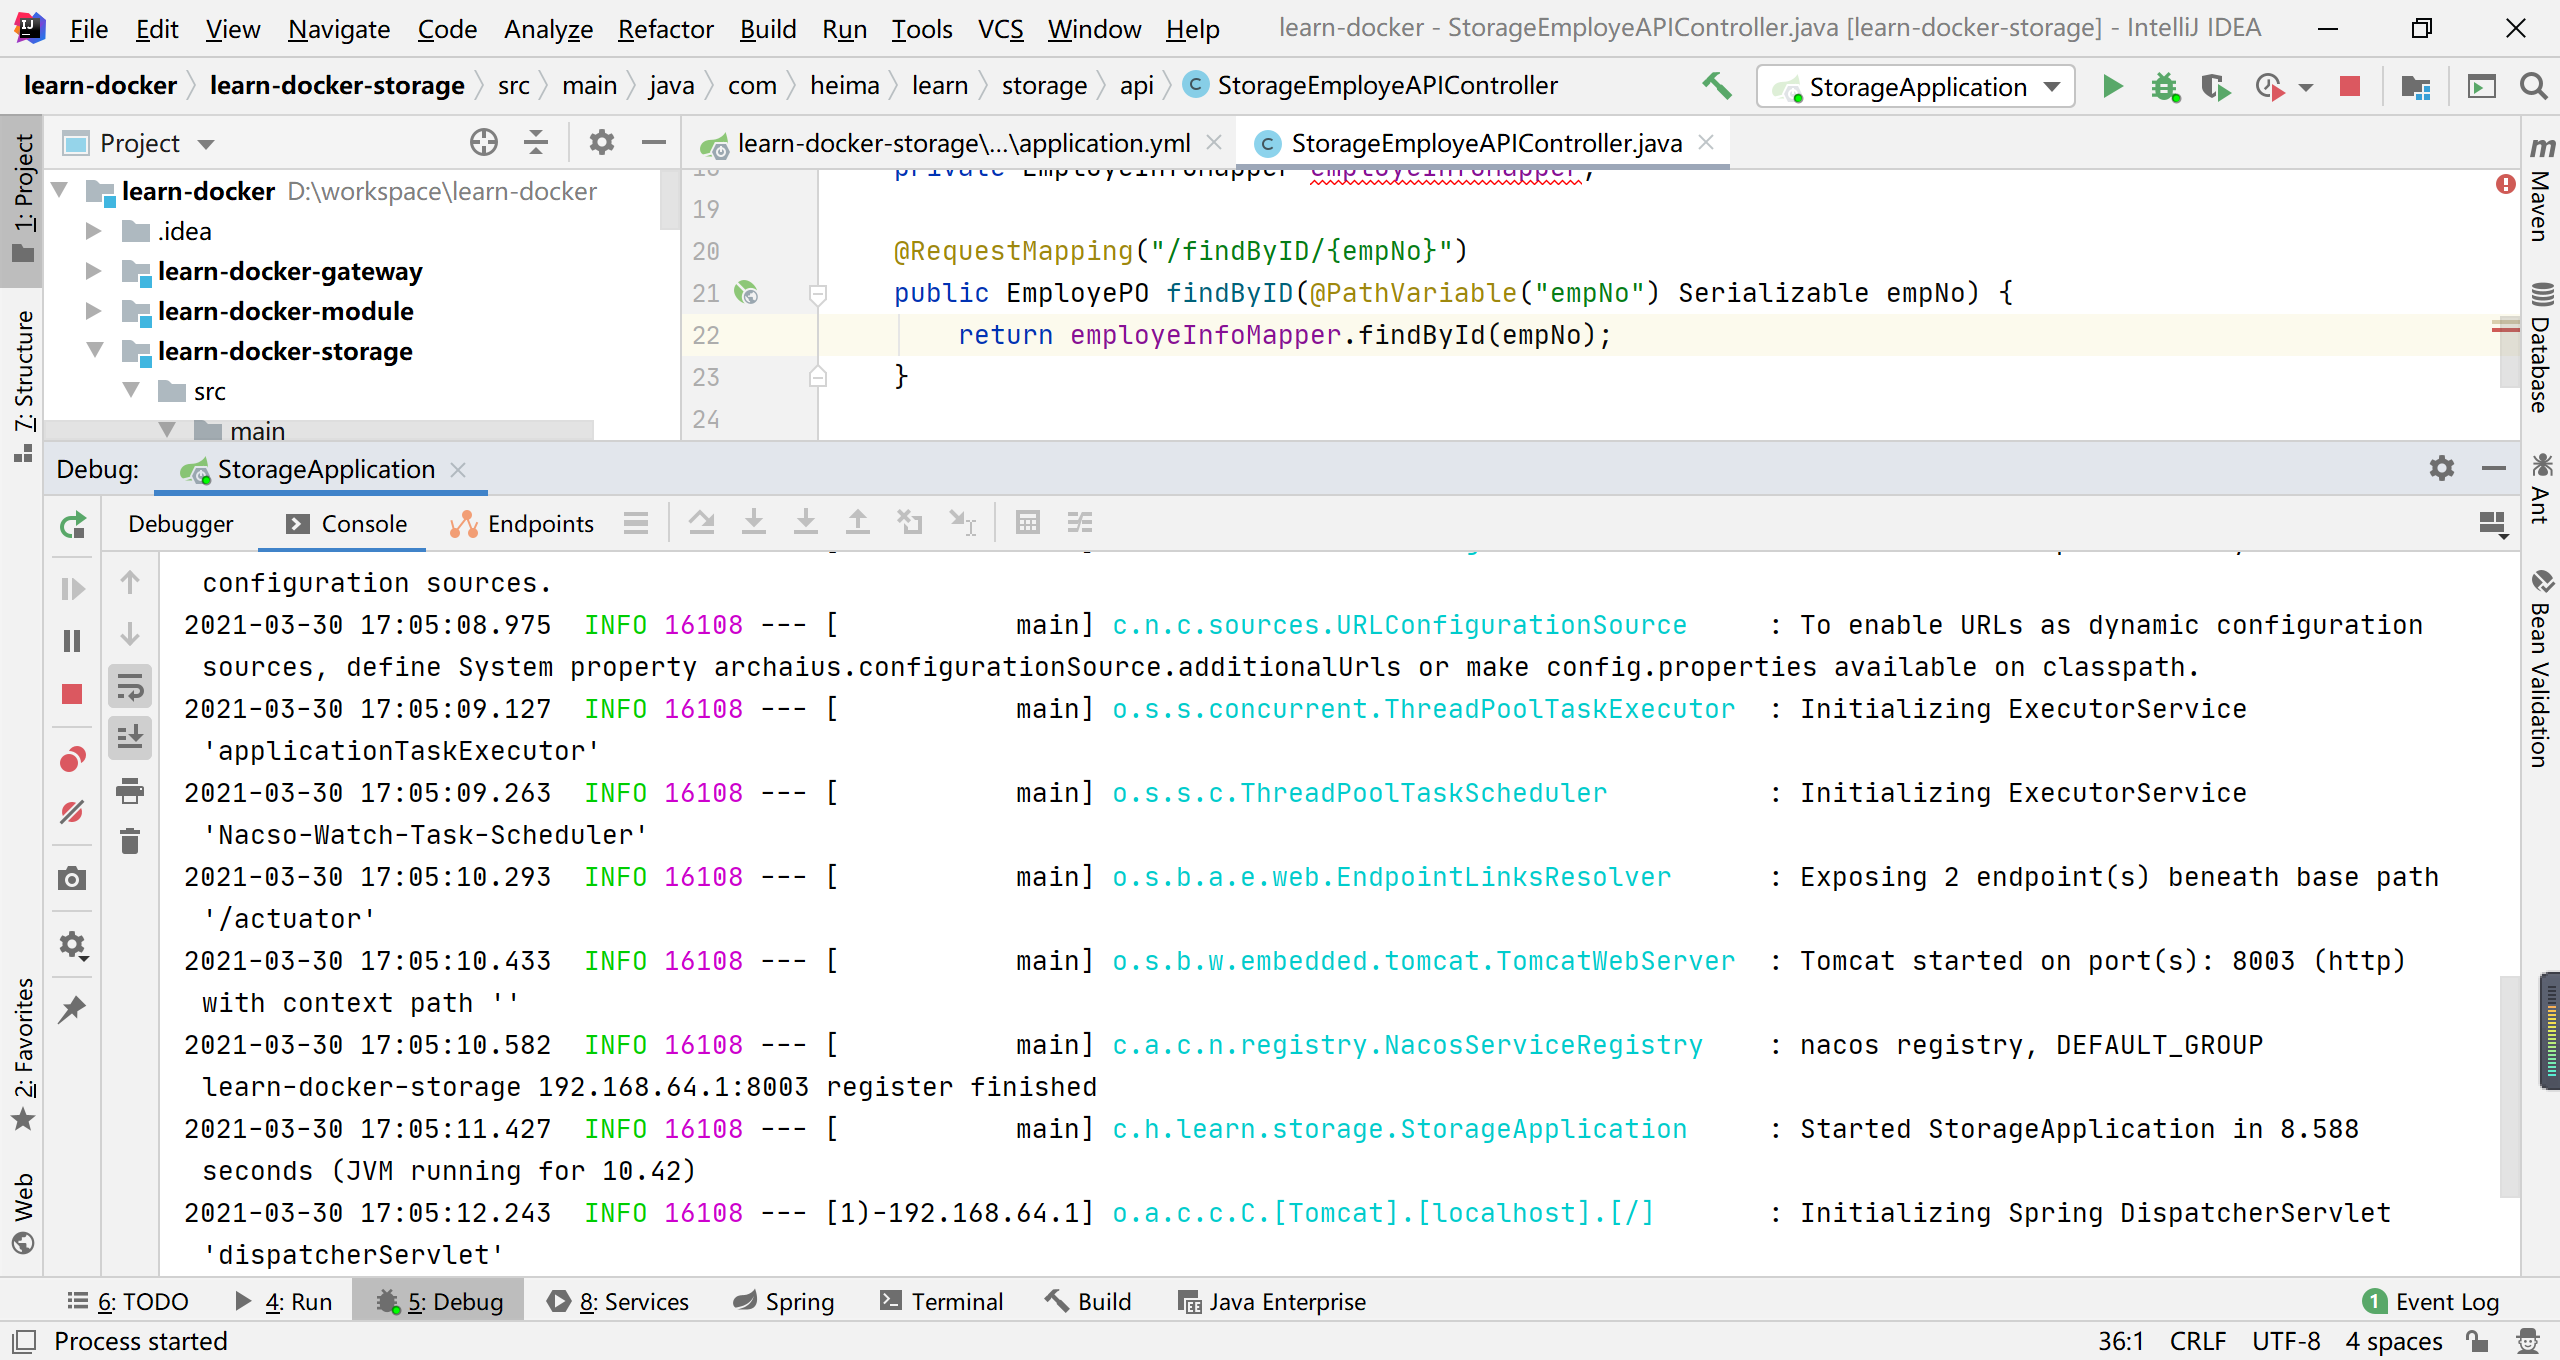 File Edit View Navigate Code Analyze Refactor Build Run Tools VCS Window Help learn-docker - StorageEmployeAPIController.java [learn-docker-storage] - IntelliJ IDEA
learn-docker learn-docker-storage src main java com heima learn storage api StorageEmployeAPIController StorageApplication
1: Project
7: Structure
2: Favorites
Web
Project
learn-docker D:\workspace\learn-docker
.idea
learn-docker-gateway
learn-docker-module
learn-docker-storage
src
main
learn-docker-storage\...\application.yml StorageEmployeAPIController.java
18 private EmployeInfoMapper employeInfoMapper;
19
20 @RequestMapping("/findByID/{empNo}")
21 public EmployePO findByID(@PathVariable("empNo") Serializable empNo) {
22 return employeInfoMapper.findById(empNo);
23 }
24
Maven
Database
Ant
Bean Validation
Debug: StorageApplication
Debugger Console Endpoints
configuration sources.
2021-03-30 17:05:08.975 INFO 16108 --- [ main] c.n.c.sources.URLConfigurationSource : To enable URLs as dynamic configuration
sources, define System property archaius.configurationSource.additionalUrls or make config.properties available on classpath.
2021-03-30 17:05:09.127 INFO 16108 --- [ main] o.s.s.concurrent.ThreadPoolTaskExecutor : Initializing ExecutorService
'applicationTaskExecutor'
2021-03-30 17:05:09.263 INFO 16108 --- [ main] o.s.s.c.ThreadPoolTaskScheduler : Initializing ExecutorService
'Nacso-Watch-Task-Scheduler'
2021-03-30 17:05:10.293 INFO 16108 --- [ main] o.s.b.a.e.web.EndpointLinksResolver : Exposing 2 endpoint(s) beneath base path
'/actuator'
2021-03-30 17:05:10.433 INFO 16108 --- [ main] o.s.b.w.embedded.tomcat.TomcatWebServer : Tomcat started on port(s): 8003 (http)
with context path ''
2021-03-30 17:05:10.582 INFO 16108 --- [ main] c.a.c.n.registry.NacosServiceRegistry : nacos registry, DEFAULT_GROUP
learn-docker-storage 192.168.64.1:8003 register finished
2021-03-30 17:05:11.427 INFO 16108 --- [ main] c.h.learn.storage.StorageApplication : Started StorageApplication in 8.588
seconds (JVM running for 10.42)
2021-03-30 17:05:12.243 INFO 16108 --- [1)-192.168.64.1] o.a.c.c.C.[Tomcat].[localhost].[/] : Initializing Spring DispatcherServlet
'dispatcherServlet'
6: TODO 4: Run 5: Debug 8: Services Spring Terminal Build Java Enterprise 1 Event Log
Process started 36:1 CRLF UTF-8 4 spaces